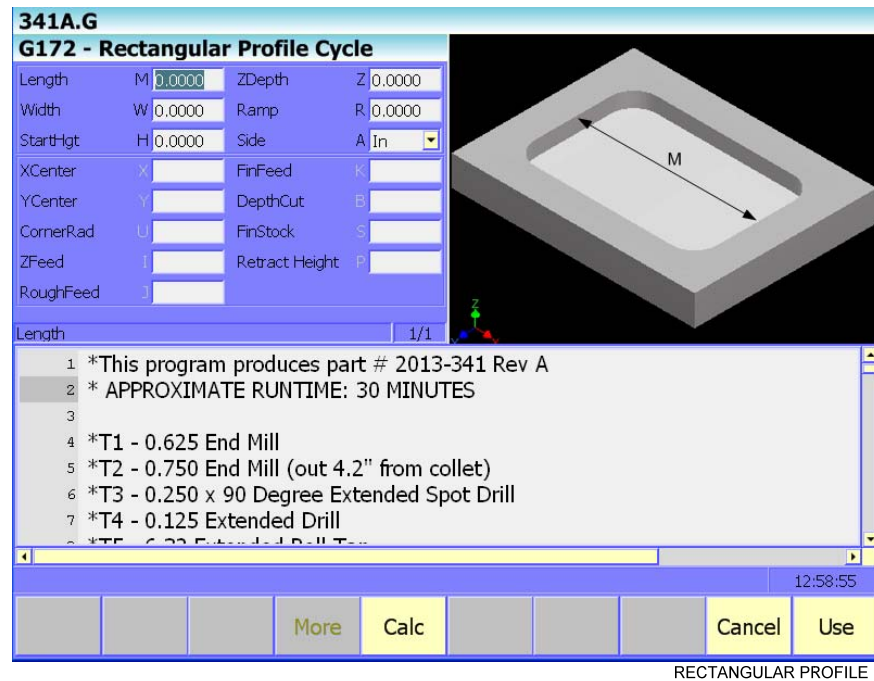 341A.G
G172 - Rectangular Profile Cycle
Length M 0.0000 ZDepth Z 0.0000
Width W 0.0000 Ramp R 0.0000
StartHgt H 0.0000 Side A In
XCenter X FinFeed K
YCenter Y DepthCut B
CornerRad U FinStock S
ZFeed I Retract Height P
RoughFeed J
Length 1/1
M
Z
1 *This program produces part # 2013-341 Rev A
2 * APPROXIMATE RUNTIME: 30 MINUTES
3
4 *T1 - 0.625 End Mill
5 *T2 - 0.750 End Mill (out 4.2" from collet)
6 *T3 - 0.250 x 90 Degree Extended Spot Drill
7 *T4 - 0.125 Extended Drill
12:58:55
More Calc Cancel Use
RECTANGULAR PROFILE